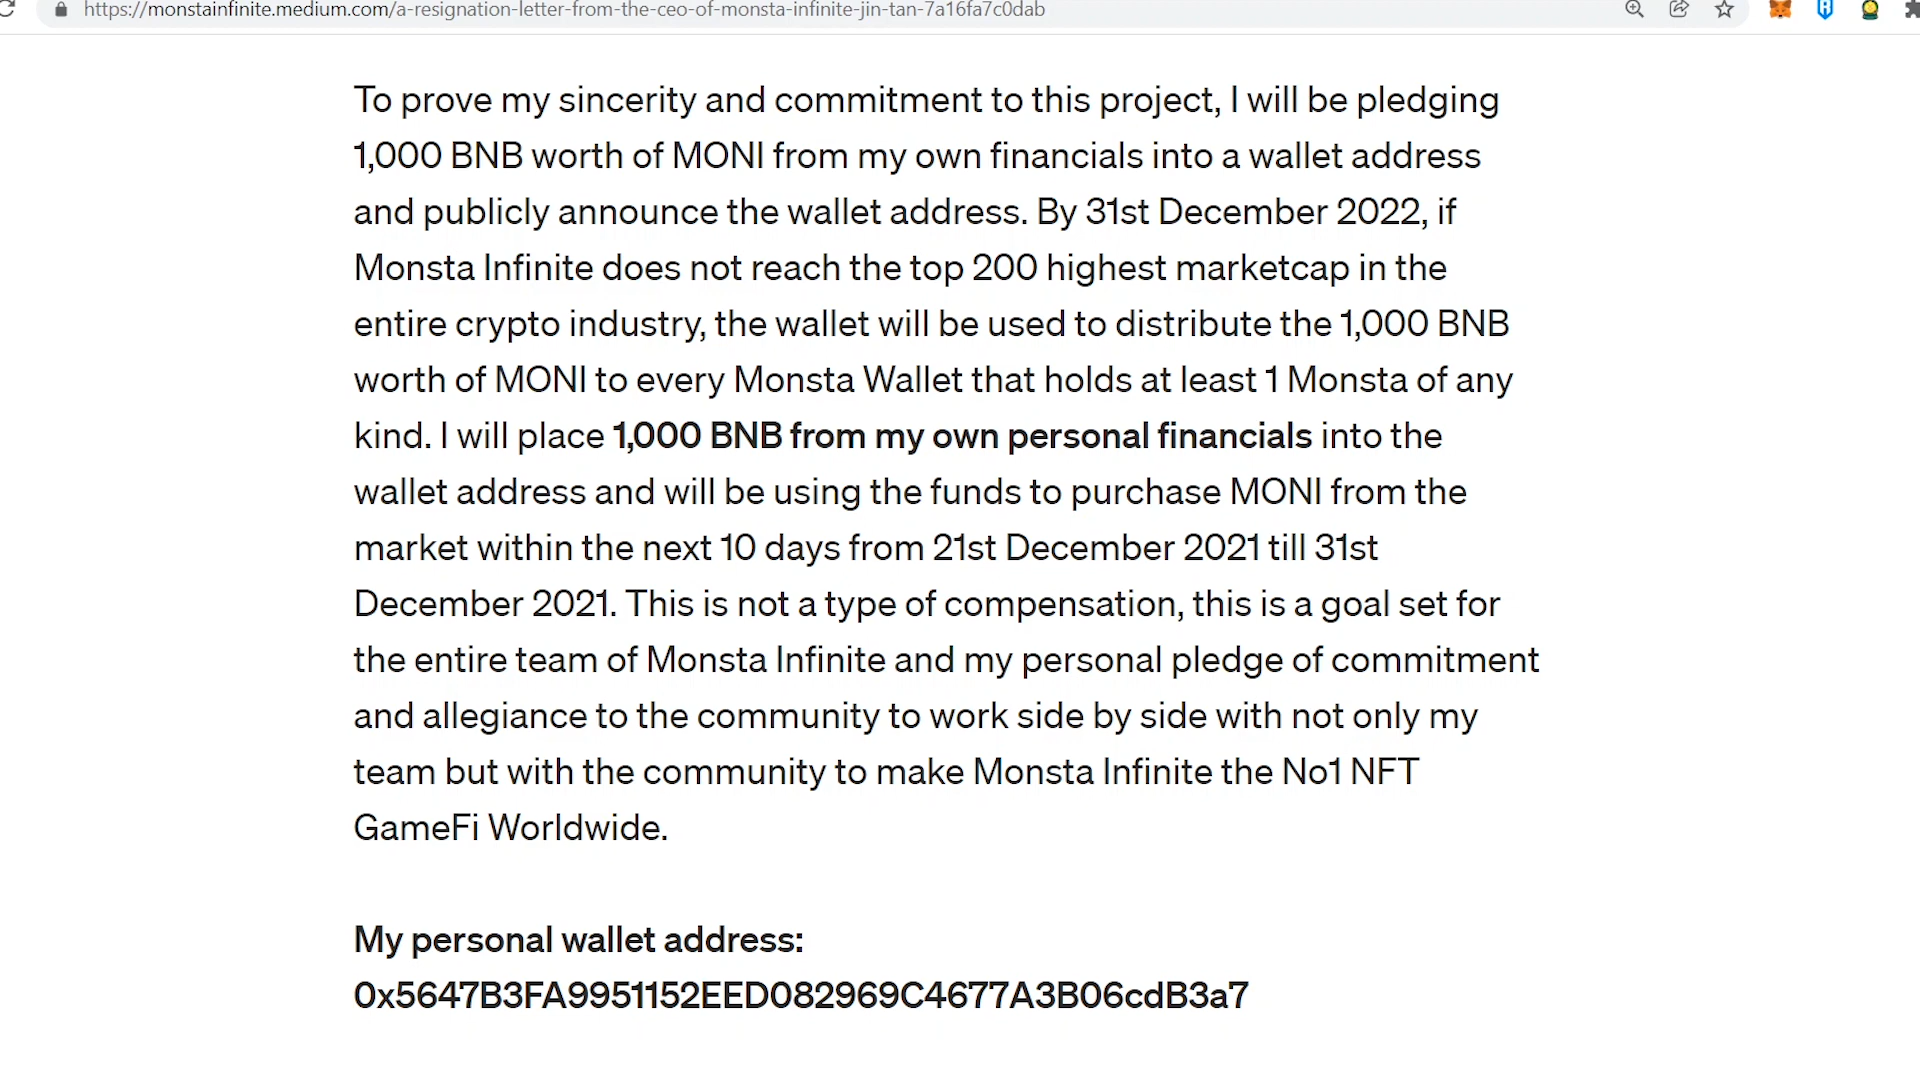 https://monstainfinite.medium.com/a-resignation-letter-from-the-ceo-of-monsta-infinite-jin-tan-7a16fa7c0dab
To prove my sincerity and commitment to this project, I will be pledging
1,000 BNB worth of MONI from my own financials into a wallet address
and publicly announce the wallet address. By 31st December 2022, if
Monsta Infinite does not reach the top 200 highest marketcap in the
entire crypto industry, the wallet will be used to distribute the 1,000 BNB
worth of MONI to every Monsta Wallet that holds at least 1 Monsta of any
kind. I will place 1,000 BNB from my own personal financials into the
wallet address and will be using the funds to purchase MONI from the
market within the next 10 days from 21st December 2021 till 31st
December 2021. This is not a type of compensation, this is a goal set for
the entire team of Monsta Infinite and my personal pledge of commitment
and allegiance to the community to work side by side with not only my
team but with the community to make Monsta Infinite the No1 NFT
GameFi Worldwide.
My personal wallet address:
0x5647B3FA9951152EED082969C4677A3B06cdB3a7